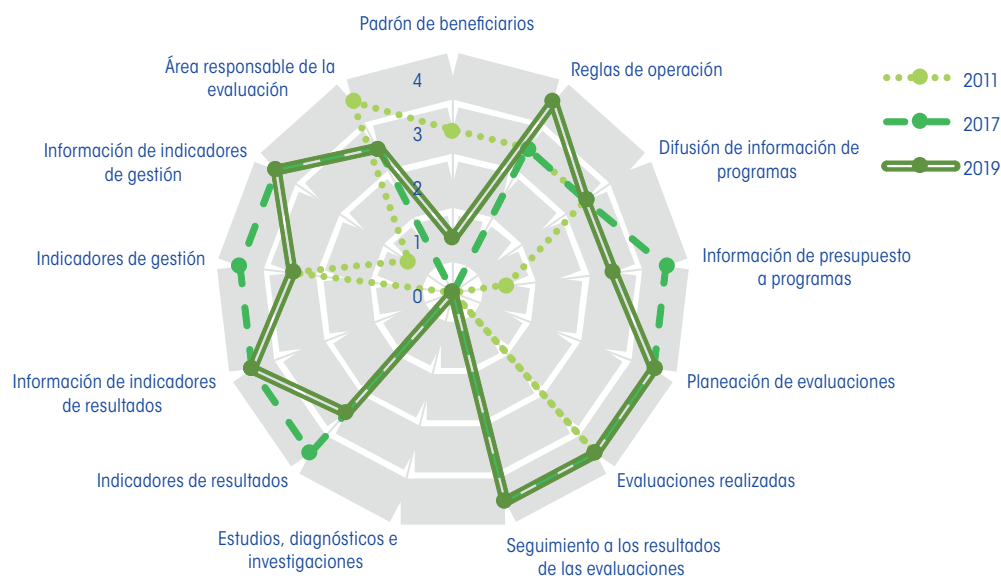 Padrón de beneficiarios
Reglas de operación
Difusión de información de
programas
Información de presupuesto
a programas
Planeación de evaluaciones
Evaluaciones realizadas
Seguimiento a los resultados
de las evaluaciones
Estudios, diagnósticos e
investigaciones
Indicadores de resultados
Información de indicadores
de resultados
Indicadores de gestión
Información de indicadores
de gestión
Área responsable de la
evaluación
4
3
2
1
0
2011
2017
2019